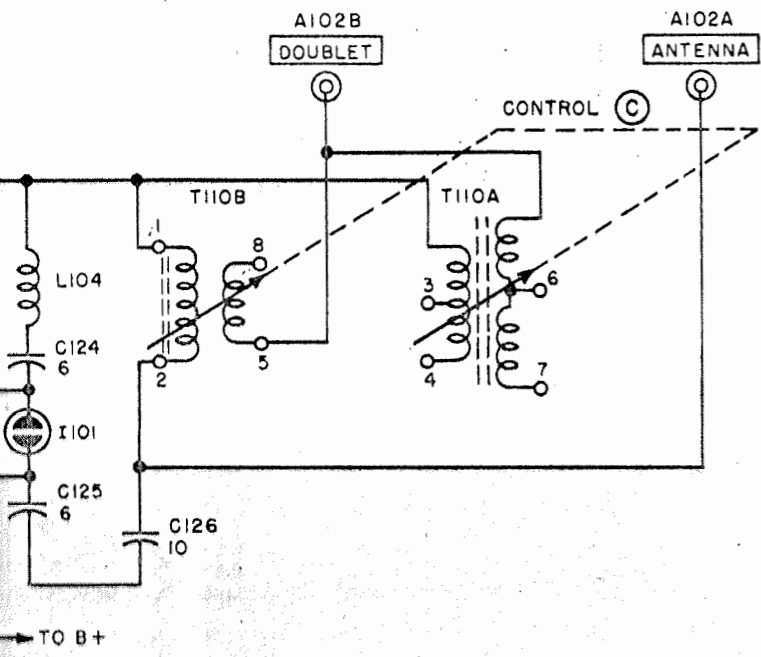 A102B
DOUBLET
A102A
ANTENNA
CONTROL C
T110B
T110A
1
8
L104
3
6
C124
6
2
5
4
7
I101
C125
6
C126
10
TO B+